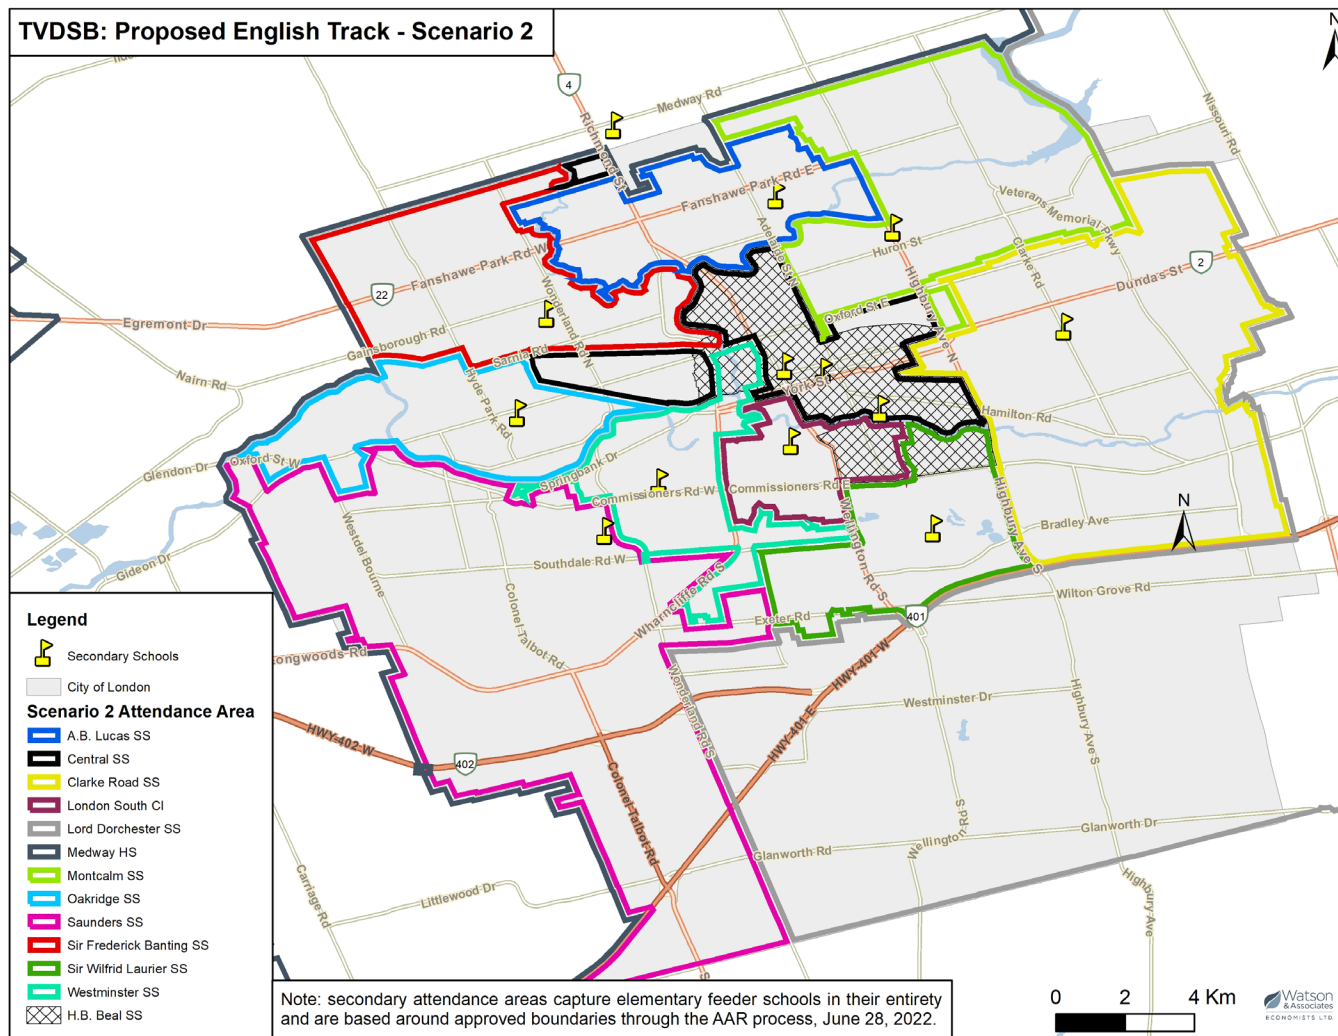 TVDSB: Proposed English Track - Scenario 2
N
4
Medway Rd
Richmond St
Nissouri Rd
Fanshawe Park Rd E
Veterans Memorial Pkwy
Adelaide St N
Huron St
Clarke Rd
2
Fanshawe Park Rd W
22
Highbury Ave N
Dundas St
Egremont Dr
Wonderland Rd N
Oxford St E
Gainsborough Rd
Sarnia Rd
Nairn Rd
Hyde Park Rd
York St
Hamilton Rd
Glendon Dr
Oxford St W
Springbank Dr
Commissioners Rd W
Commissioners Rd E
Highbury Ave S
Westdel Bourne
Wellington Rd S
Bradley Ave
N
Gideon Dr
Southdale Rd W
Colonel Talbot Rd
Wharncliffe Rd S
Exeter Rd
401
Wilton Grove Rd
Longwoods Rd
Wonderland Rd S
HWY 401 W
Westminster Dr
Highbury Ave S
HWY 402 W
402
HWY 401 E
Colonel Talbot Rd
Wellington Rd S
Glanworth Dr
Glanworth Rd
Carriage Rd
Littlewood Dr
Highbury Ave
Legend
Secondary Schools
City of London
Scenario 2 Attendance Area
A.B. Lucas SS
Central SS
Clarke Road SS
London South CI
Lord Dorchester SS
Medway HS
Montcalm SS
Oakridge SS
Saunders SS
Sir Frederick Banting SS
Sir Wilfrid Laurier SS
Westminster SS
H.B. Beal SS
Note: secondary attendance areas capture elementary feeder schools in their entirety
and are based around approved boundaries through the AAR process, June 28, 2022.
0 2 4 Km
Watson
& Associates
ECONOMISTS LTD.